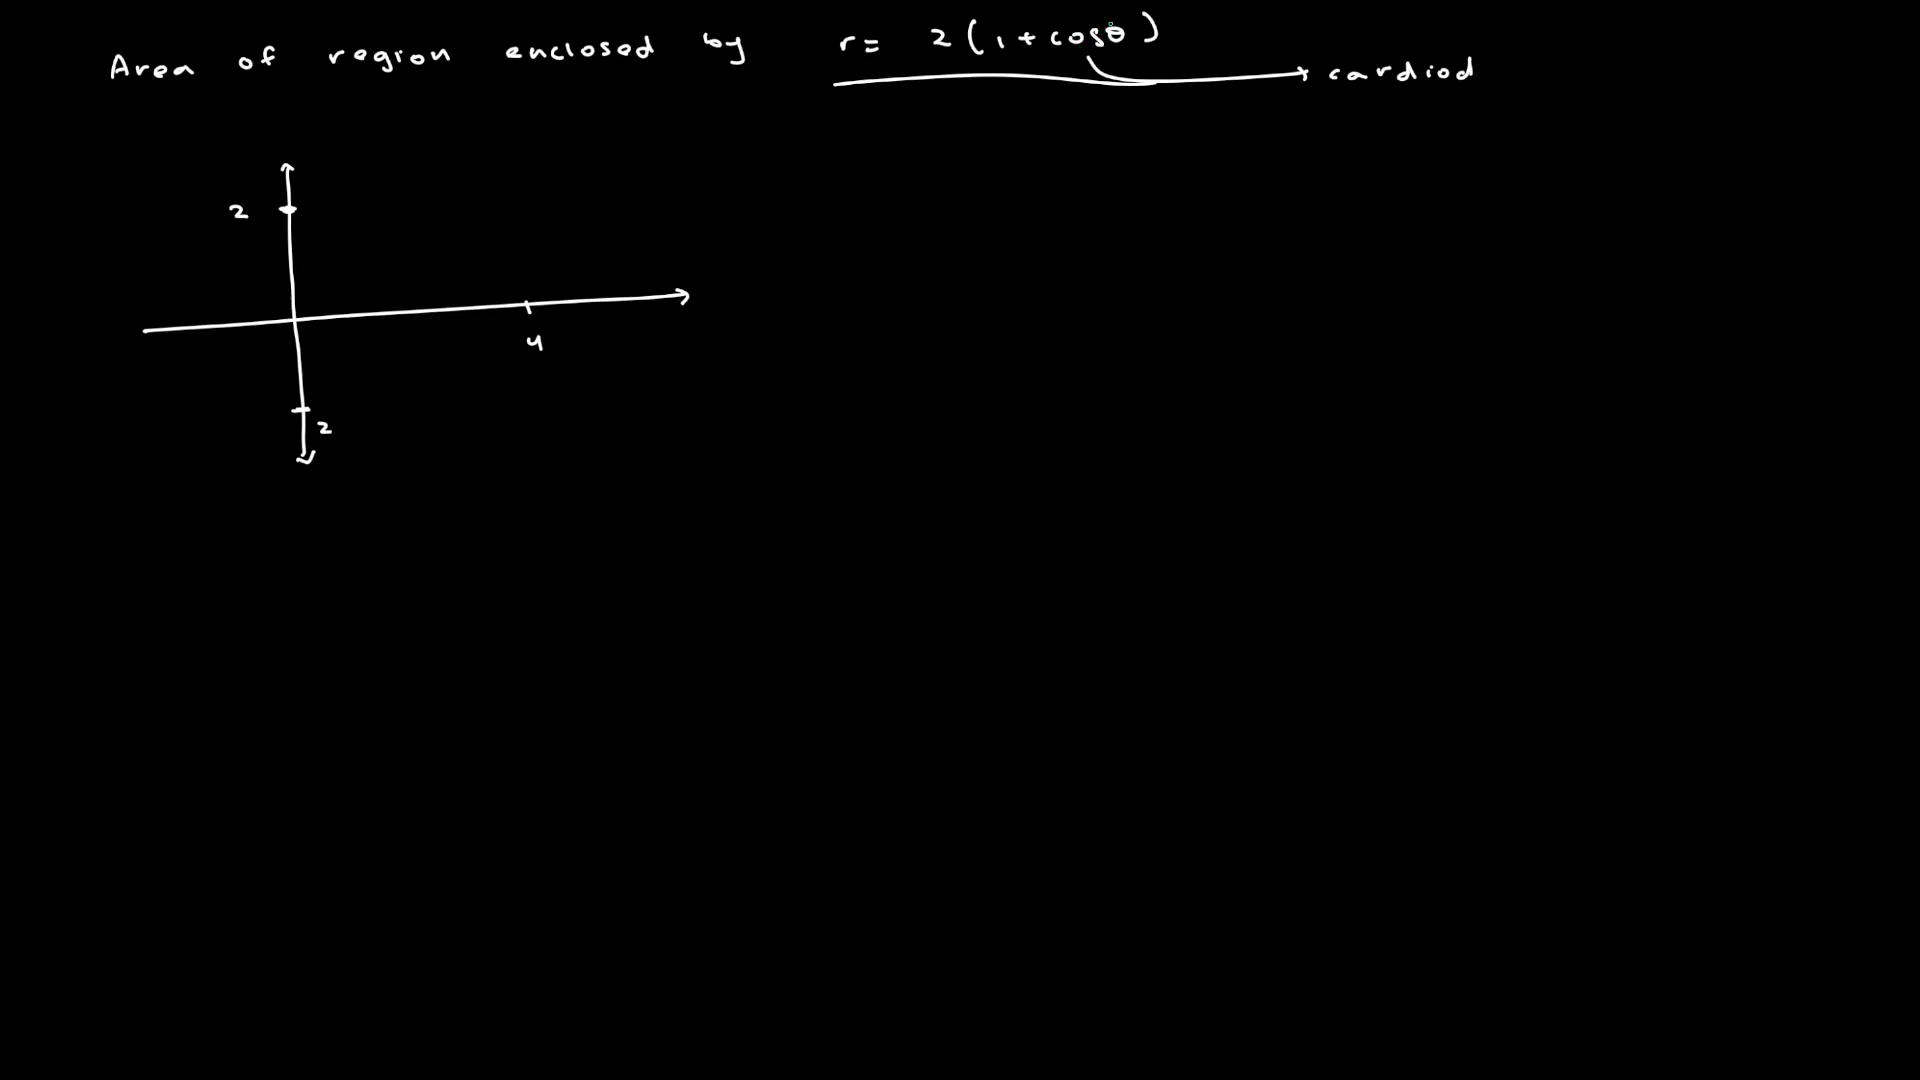 Area of region enclosed by r = 2(1+cosθ)
cardiod
2
4
2